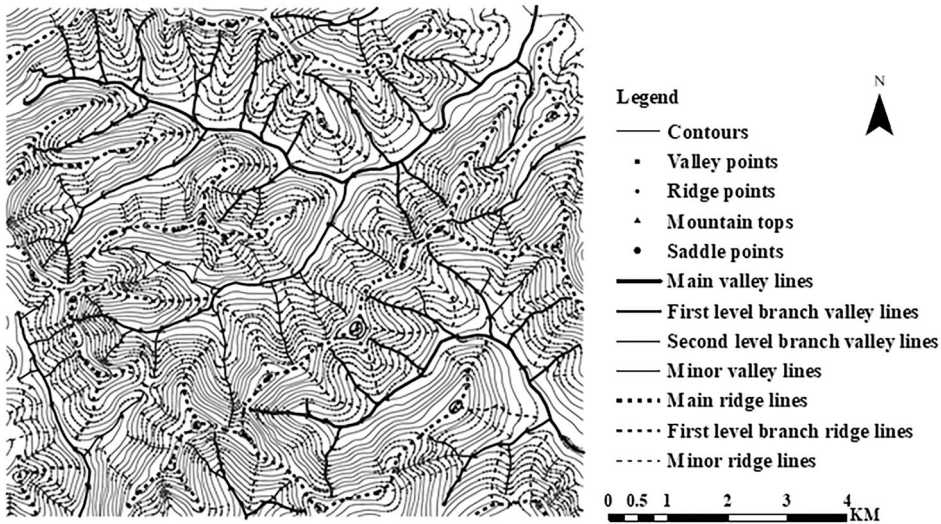 N
Legend
Contours
Valley points
Ridge points
Mountain tops
Saddle points
Main valley lines
First level branch valley lines
Second level branch valley lines
Minor valley lines
Main ridge lines
First level branch ridge lines
Minor ridge lines
0 0.5 1 2 3 4
KM